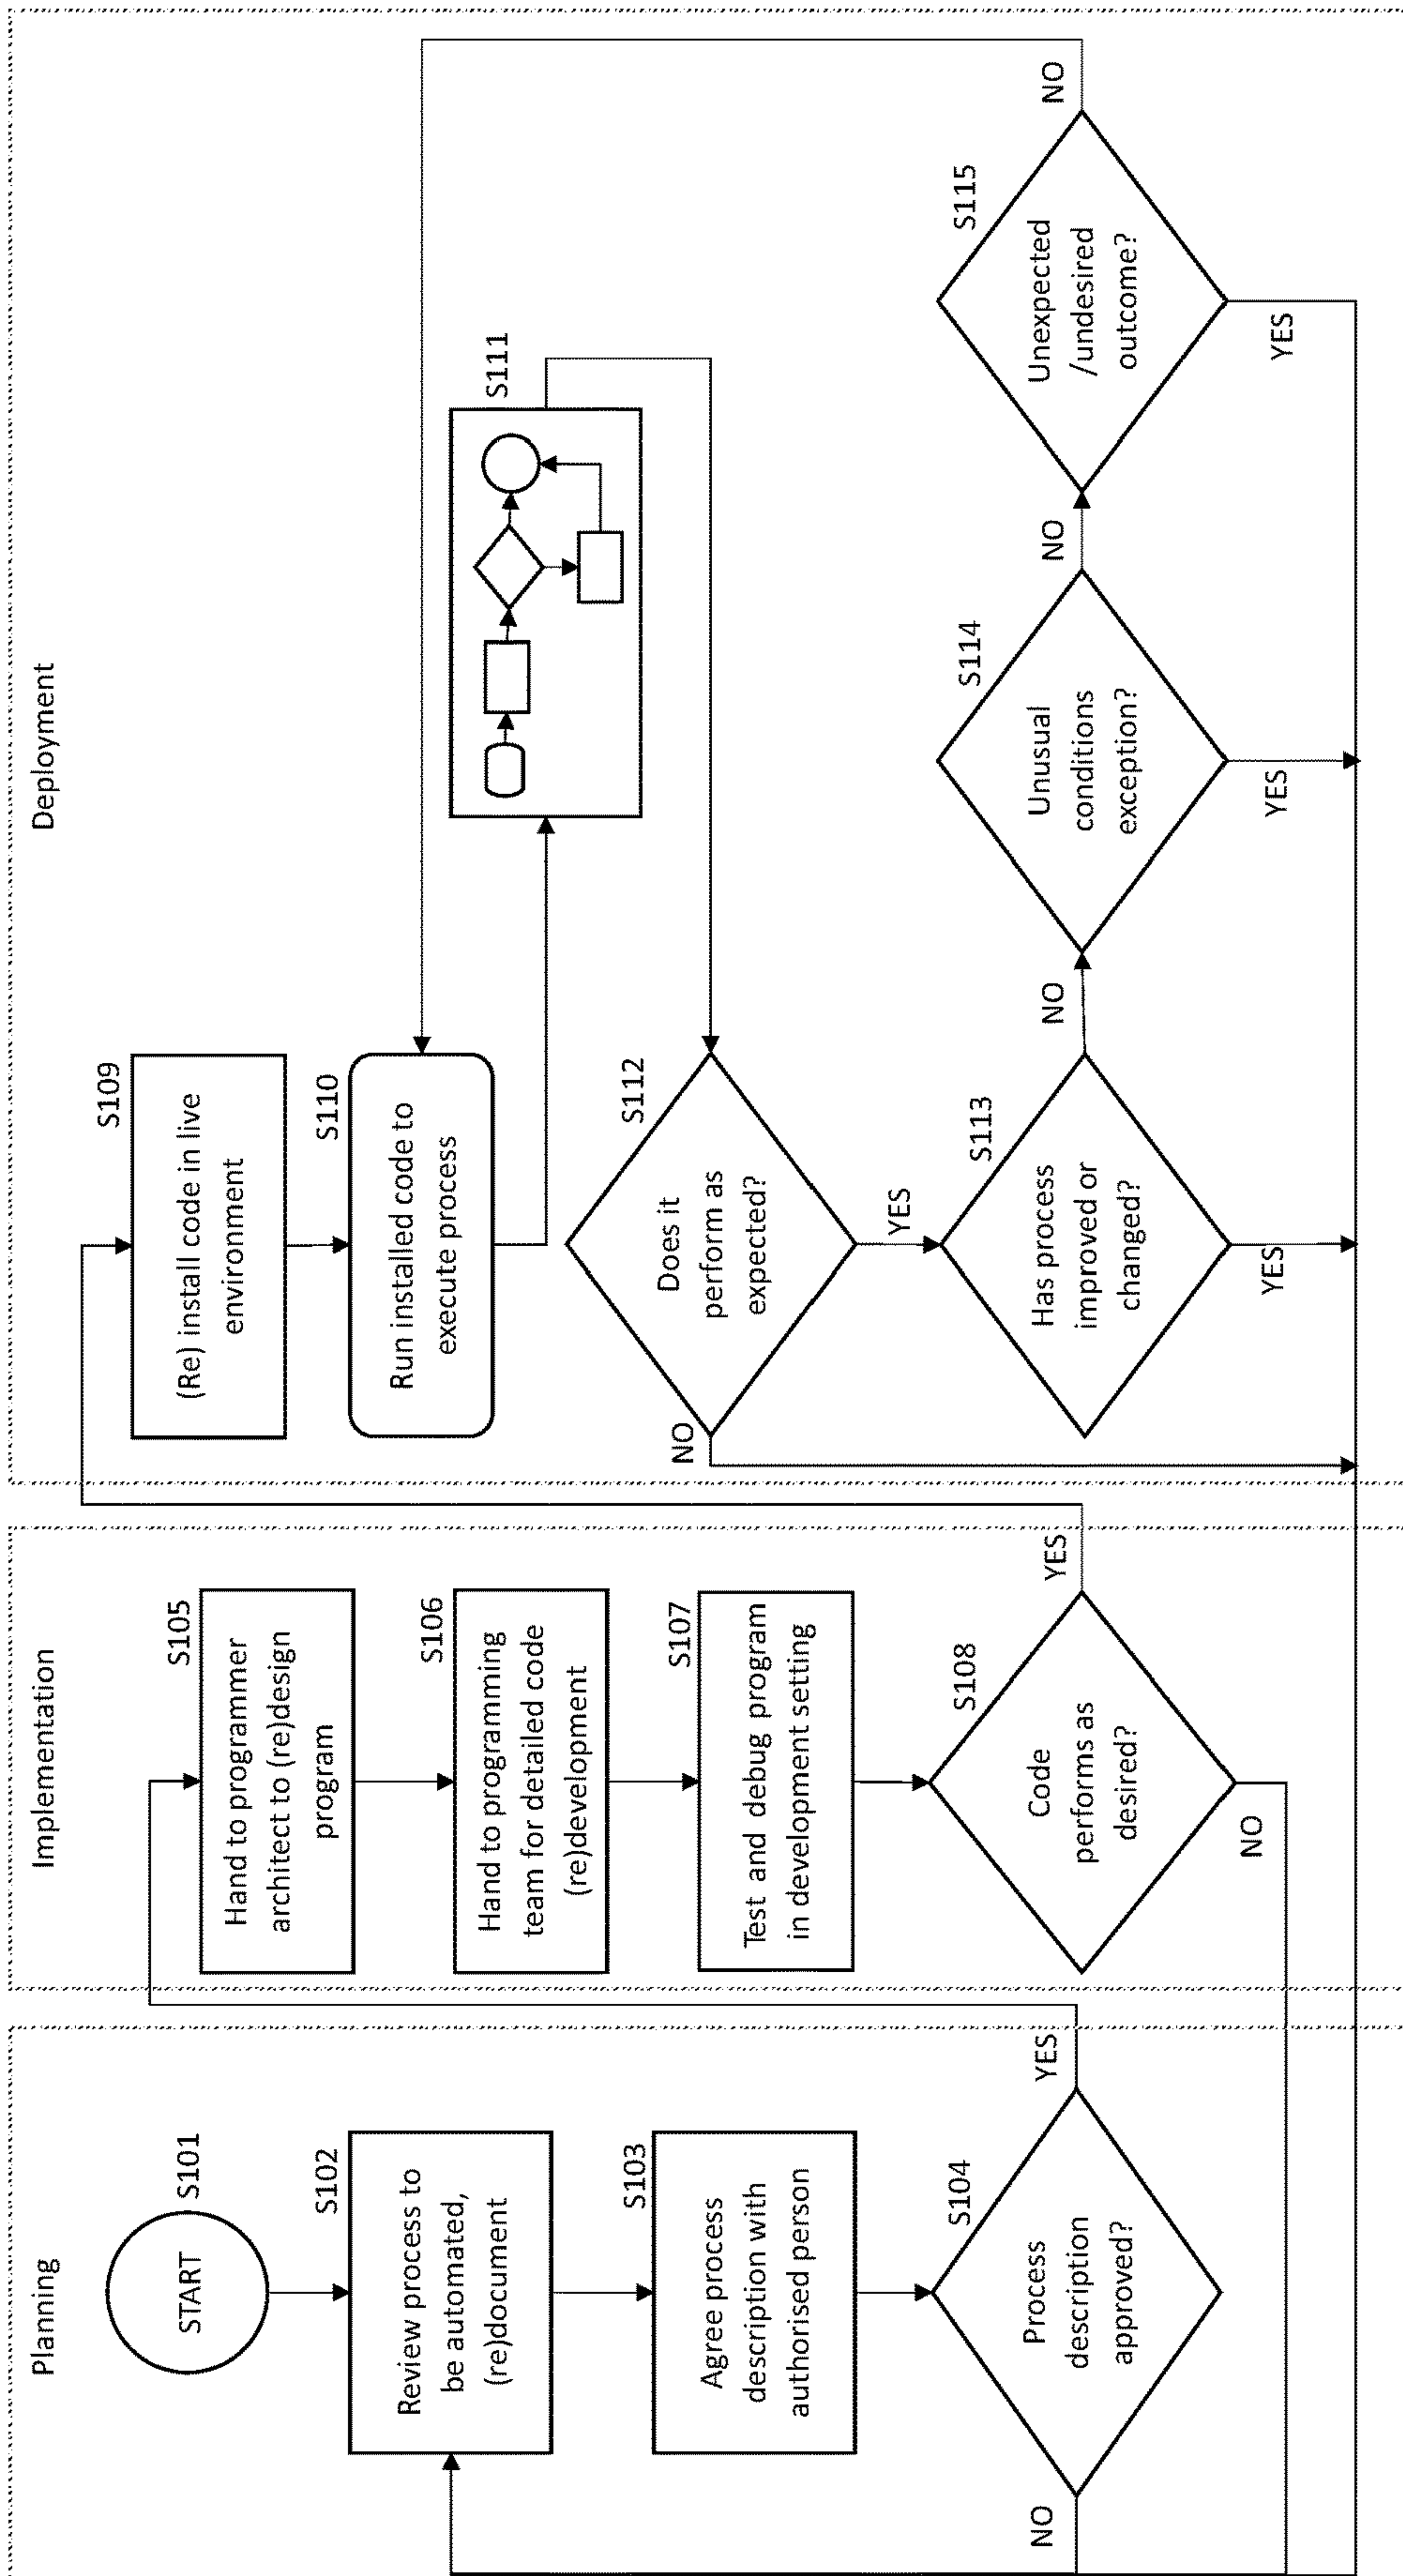 Planning
START
S101
S102
Review process to
be automated,
(re)document
S103
Agree process
description with
authorised person
S104
Process
description
approved?
YES
NO
Implementation
S105
Hand to programmer
architect to (re)design
program
S106
Hand to programming
team for detailed code
(re)development
S107
Test and debug program
in development setting
S108
Code
performs as
desired?
YES
NO
Deployment
S109
(Re) install code in live
environment
S110
Run installed code to
execute process
S111
S112
Does it
perform as
expected?
NO
YES
S113
Has process
improved or
changed?
NO
YES
S114
Unusual
conditions
exception?
NO
YES
S115
Unexpected
/undesired
outcome?
NO
YES